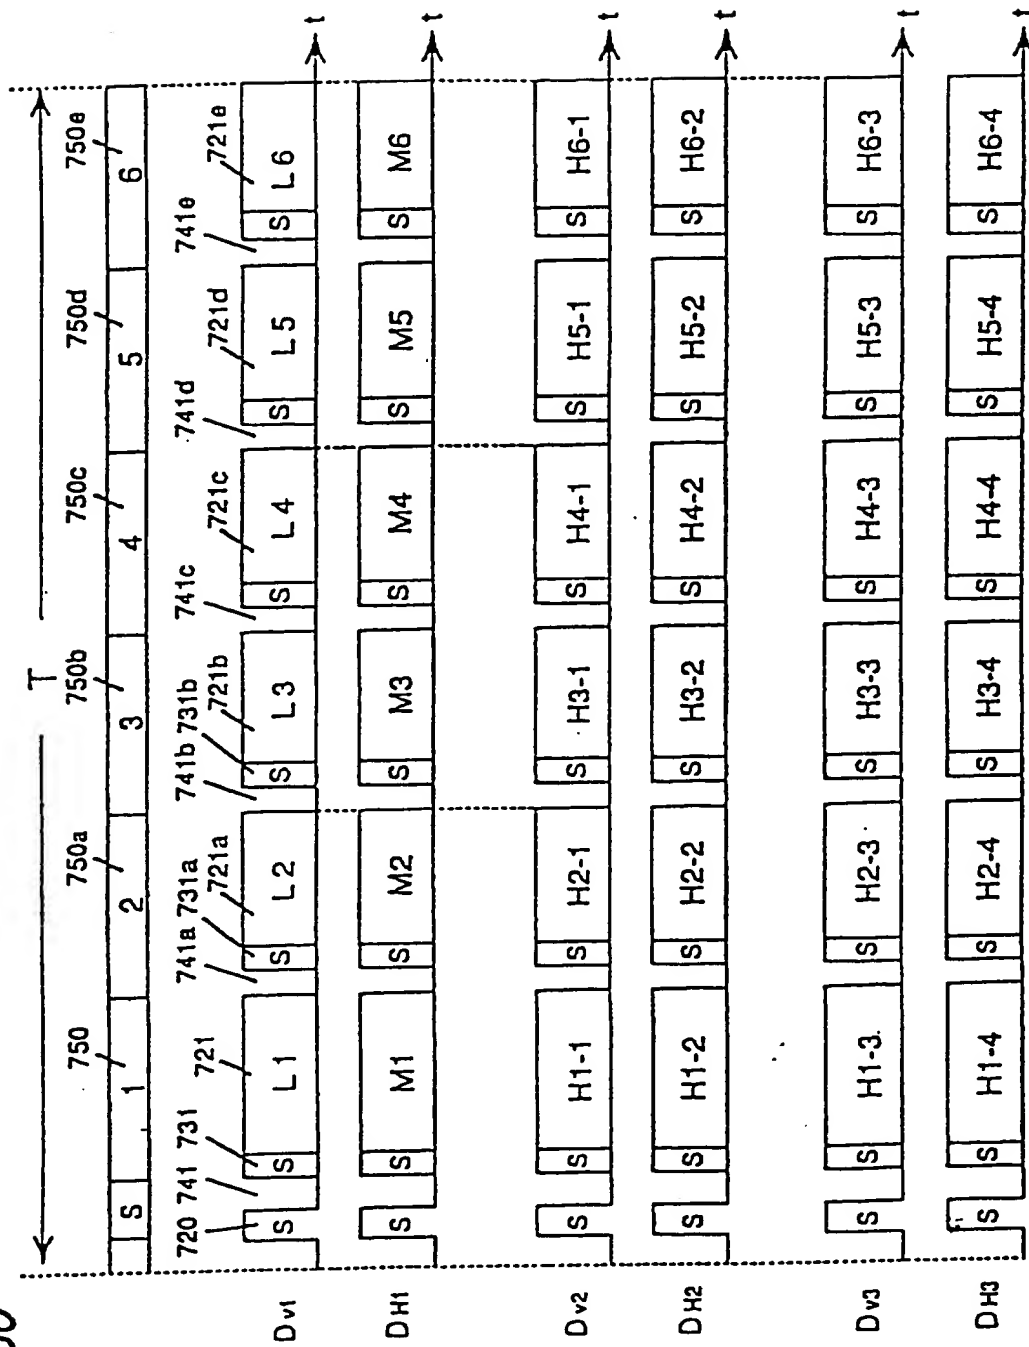 T
750 750a 750b 750c 750d 750e
S 1 2 3 4 5 6
720 741 731 721 741a 731a 721a 741b 731b 721b 741c 721c 741d 721d 741e 721e
Dv1 S S L1 S L2 S L3 S L4 S L5 S L6 t
DH1 S S M1 S M2 S M3 S M4 S M5 S M6 t
Dv2 S S H1-1 S H2-1 S H3-1 S H4-1 S H5-1 S H6-1 t
DH2 S S H1-2 S H2-2 S H3-2 S H4-2 S H5-2 S H6-2 t
Dv3 S S H1-3 S H2-3 S H3-3 S H4-3 S H5-3 S H6-3 t
DH3 S S H1-4 S H2-4 S H3-4 S H4-4 S H5-4 S H6-4 t